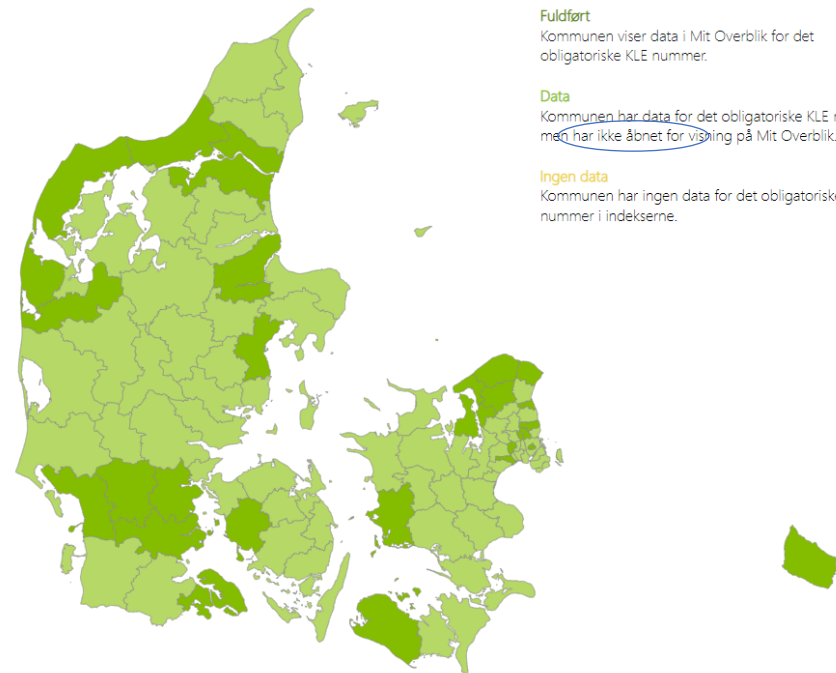 Fuldført
Kommunen viser data i Mit Overblik for det
obligatoriske KLE nummer.
Data
Kommunen har data for det obligatoriske KLE
men har ikke åbnet for visning på Mit Overblik.
Ingen data
Kommunen har ingen data for det obligatoriske
nummer i indekserne.